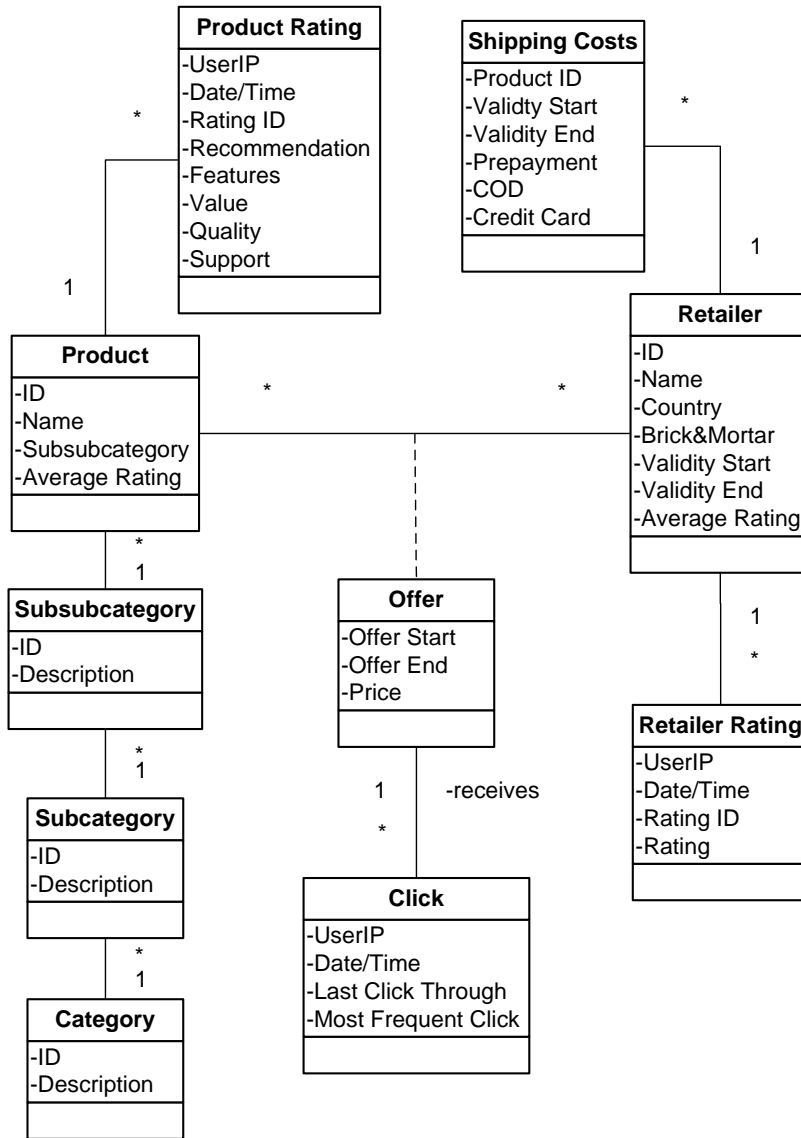 Product Rating
-UserIP
-Date/Time
-Rating ID
-Recommendation
-Features
-Value
-Quality
-Support
Shipping Costs
-Product ID
-Validty Start
-Validity End
-Prepayment
-COD
-Credit Card
*
1
*
1
Product
-ID
-Name
-Subsubcategory
-Average Rating
*
*
Retailer
-ID
-Name
-Country
-Brick&Mortar
-Validity Start
-Validity End
-Average Rating
*
1
Subsubcategory
-ID
-Description
Offer
-Offer Start
-Offer End
-Price
1
*
Retailer Rating
-UserIP
-Date/Time
-Rating ID
-Rating
*
1
Subcategory
-ID
-Description
1
-receives
*
Click
-UserIP
-Date/Time
-Last Click Through
-Most Frequent Click
*
1
Category
-ID
-Description